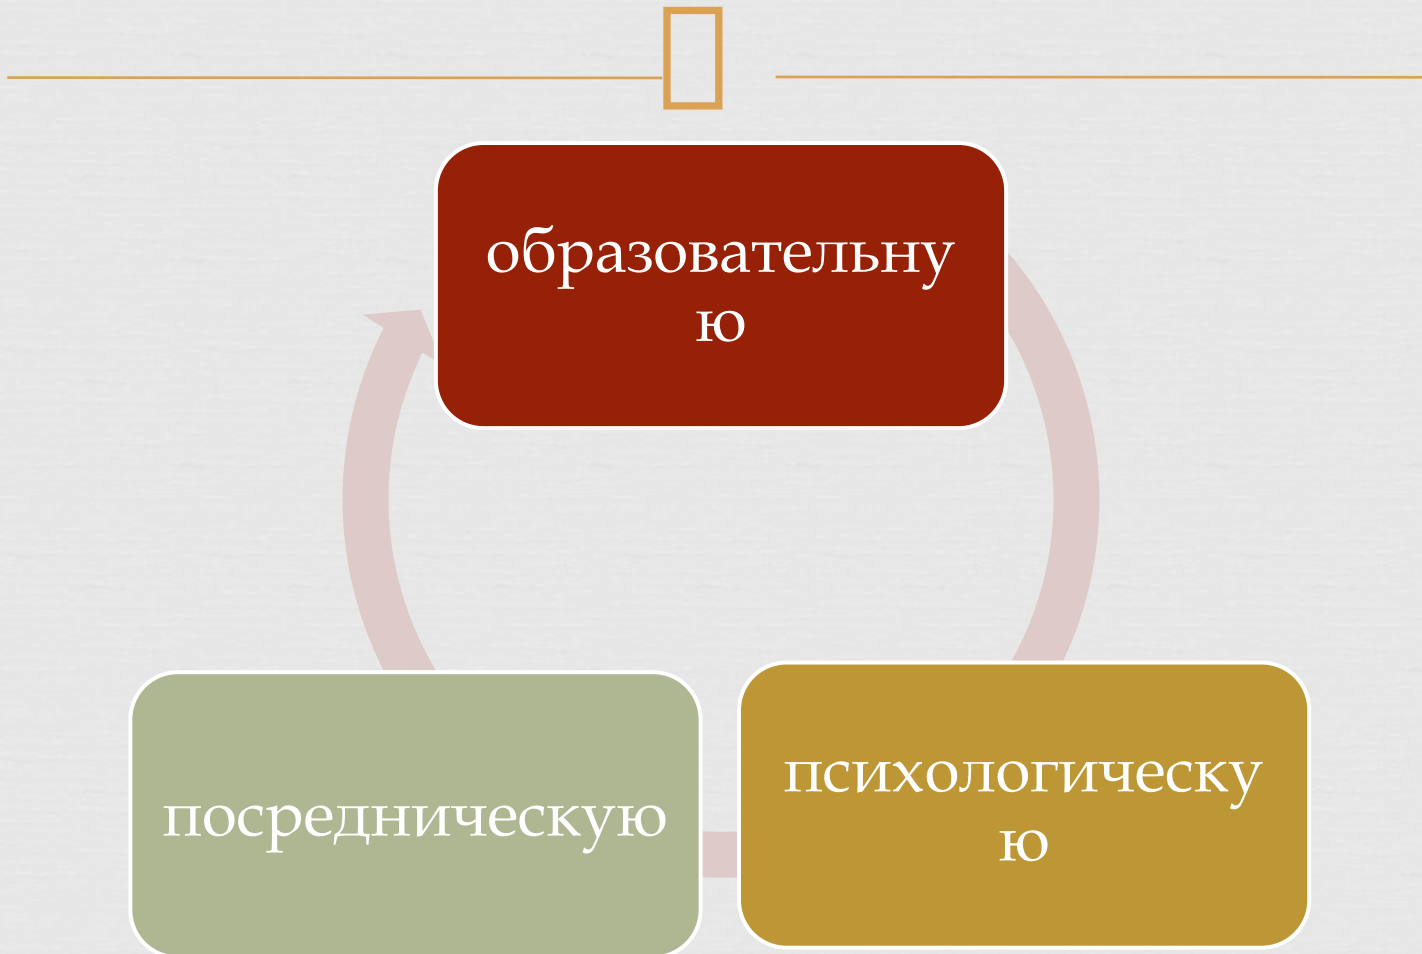 образовательну
ю
посредническую
психологическу
ю